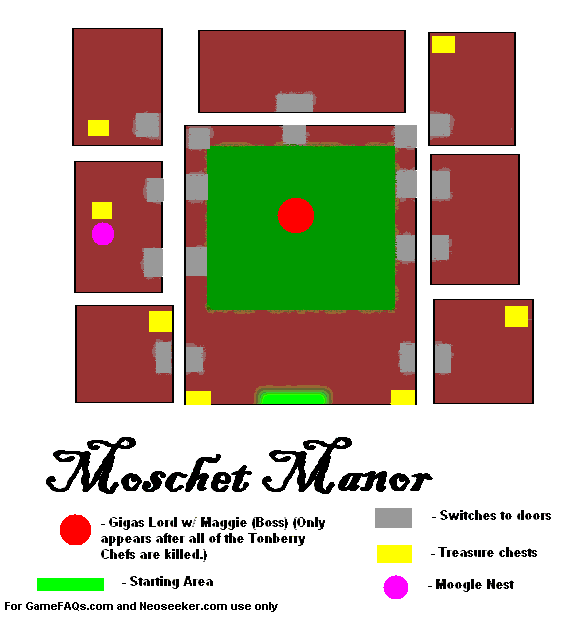 Moschet Manor
- Gigas Lord w/ Maggie (Boss) (Only
appears after all of the Tonberry
Chefs are killed.)
- Starting Area
- Switches to doors
- Treasure chests
- Moogle Nest
For GameFAQs.com and Neoseeker.com use only